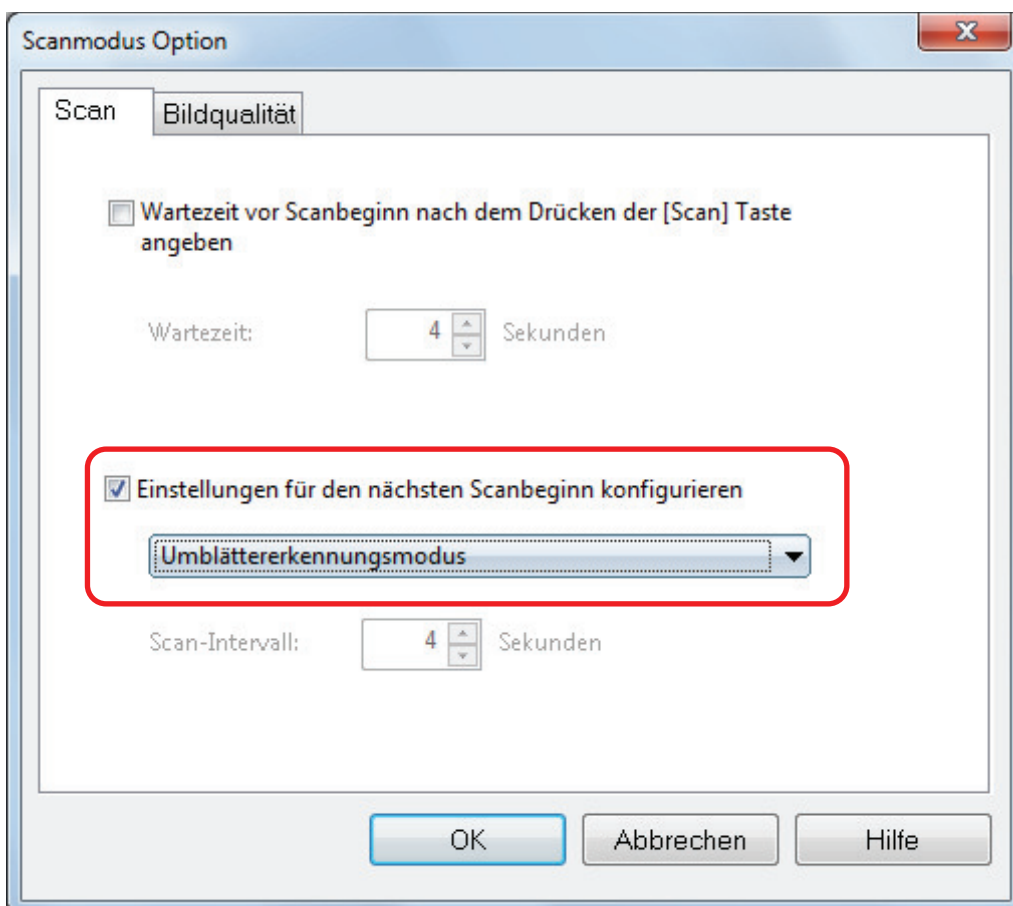 Scanmodus Option
Scan
Bildqualität
Wartezeit vor Scanbeginn nach dem Drücken der [Scan] Taste
angeben
Wartezeit: 4 Sekunden
Einstellungen für den nächsten Scanbeginn konfigurieren
Umblättererkennungsmodus
Scan-Intervall: 4 Sekunden
OK Abbrechen Hilfe